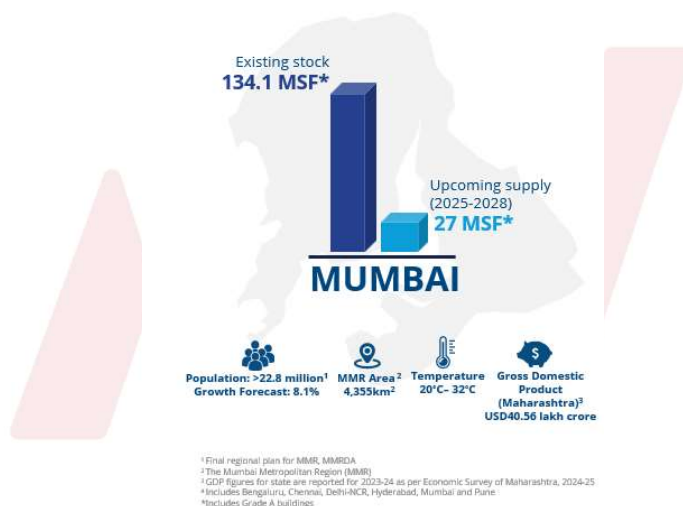 Existing stock
134.1 MSF*
Upcoming supply
(2025-2028)
27 MSF*
MUMBAI
Population: >22.8 million¹
Growth Forecast: 8.1%
MMR Area²
4,355km²
Temperature
20°C– 32°C
Gross Domestic
Product
(Maharashtra)³
USD40.56 lakh crore
¹ Final regional plan for MMR, MMRDA
² The Mumbai Metropolitan Region (MMR)
³ GDP figures for state are reported for 2023-24 as per Economic Survey of Maharashtra, 2024-25
⁴ Includes Bengaluru, Chennai, Delhi-NCR, Hyderabad, Mumbai and Pune
*Includes Grade A buildings